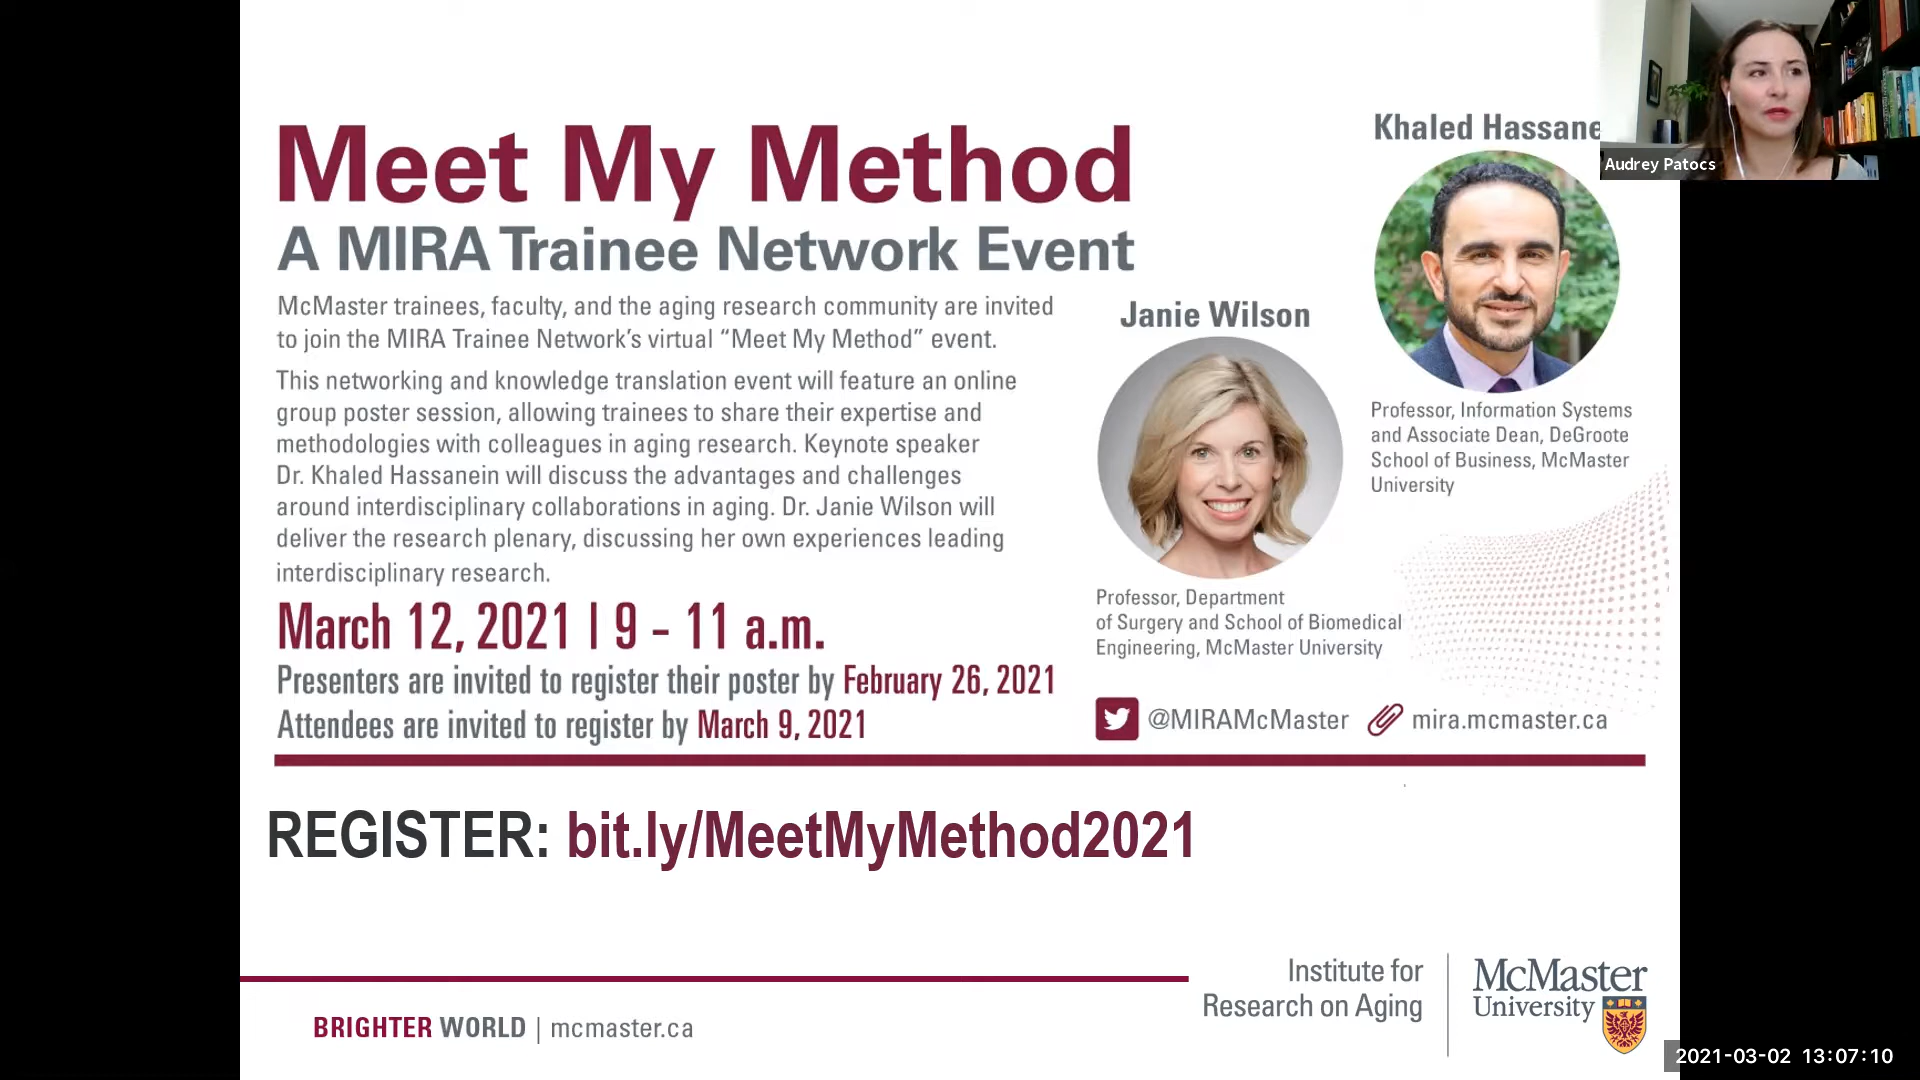 Meet My Method
A MIRA Trainee Network Event
McMaster trainees, faculty, and the aging research community are invited
to join the MIRA Trainee Network’s virtual “Meet My Method” event.
This networking and knowledge translation event will feature an online
group poster session, allowing trainees to share their expertise and
methodologies with colleagues in aging research. Keynote speaker
Dr. Khaled Hassanein will discuss the advantages and challenges
around interdisciplinary collaborations in aging. Dr. Janie Wilson will
deliver the research plenary, discussing her own experiences leading
interdisciplinary research.
March 12, 2021 | 9 – 11 a.m.
Presenters are invited to register their poster by February 26, 2021
Attendees are invited to register by March 9, 2021
Janie Wilson
Professor, Department
of Surgery and School of Biomedical
Engineering, McMaster University
Khaled Hassane
Professor, Information Systems
and Associate Dean, DeGroote
School of Business, McMaster
University
Audrey Patocs
@MIRAMcMaster mira.mcmaster.ca
REGISTER: bit.ly/MeetMyMethod2021
BRIGHTER WORLD | mcmaster.ca
Institute for
Research on Aging
McMaster
University
2021-03-02 13:07:10